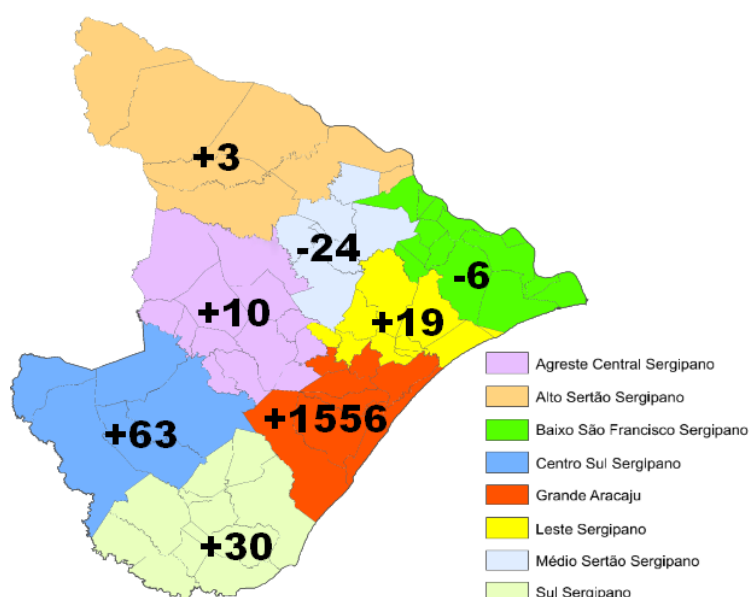 +3
-24
-6
+10
+19
+1556
+63
+30
Agreste Central Sergipano
Alto Sertão Sergipano
Baixo São Francisco Sergipano
Centro Sul Sergipano
Grande Aracaju
Leste Sergipano
Médio Sertão Sergipano
Sul Sergipano